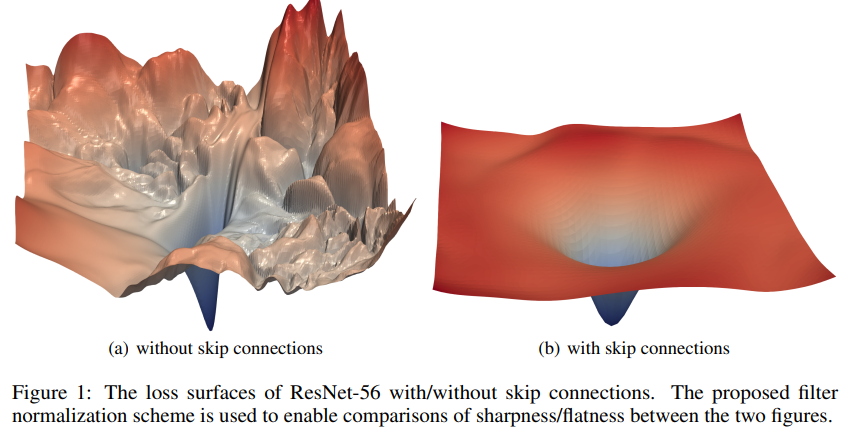 (a) without skip connections
(b) with skip connections
Figure 1: The loss surfaces of ResNet-56 with/without skip connections. The proposed filter
normalization scheme is used to enable comparisons of sharpness/flatness between the two figures.